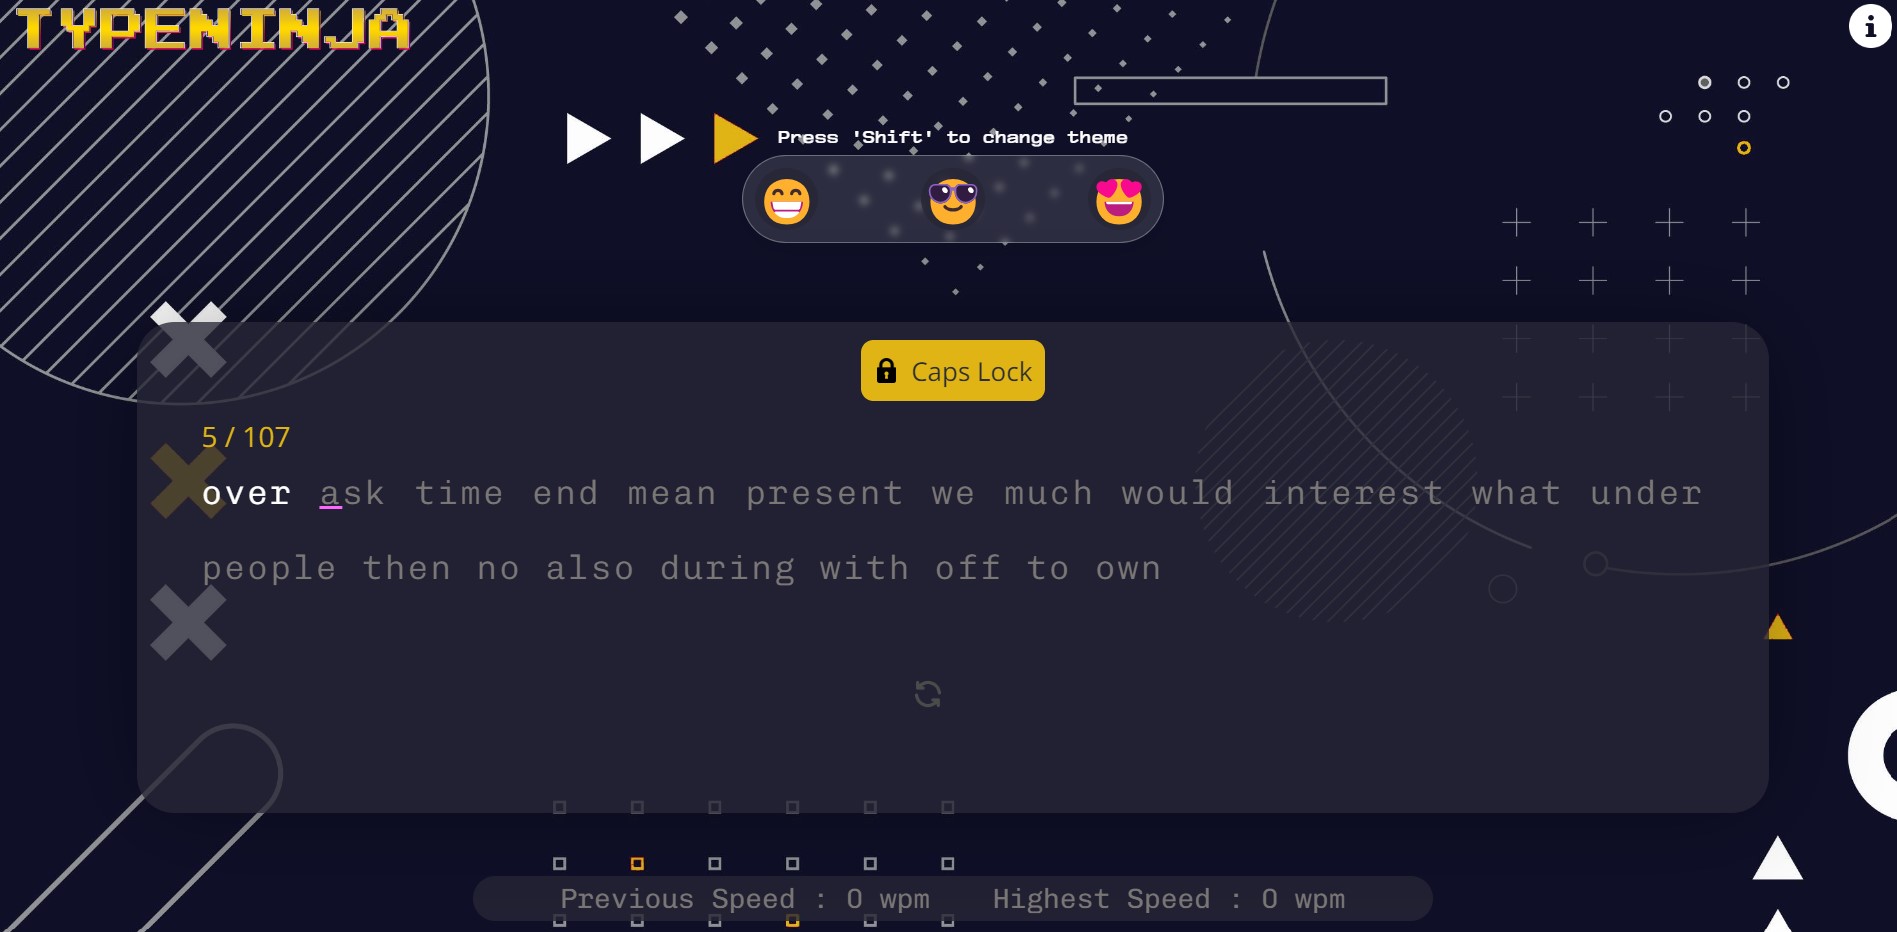 TYPENINJA
Press 'Shift' to change theme
Caps Lock
5 / 107
over ask time end mean present we much would interest what under
people then no also during with off to own
Previous Speed : 0 wpm Highest Speed : 0 wpm